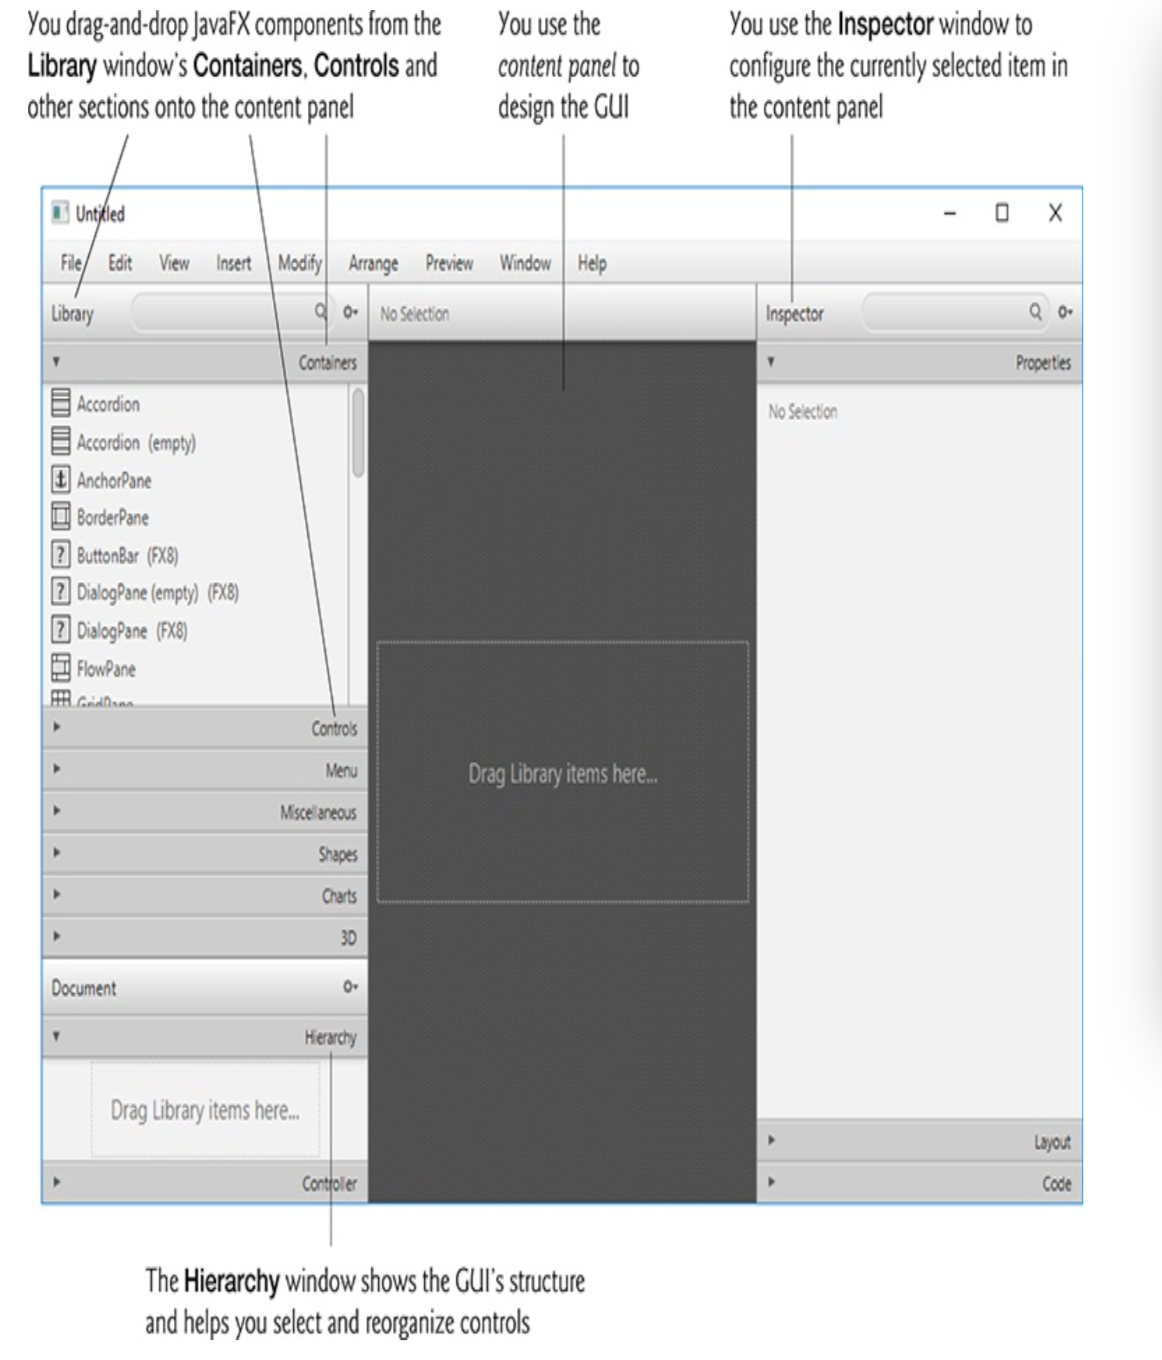 You drag-and-drop JavaFX components from the
Library window's Containers, Controls and
other sections onto the content panel
You use the
content panel to
design the GUI
You use the Inspector window to
configure the currently selected item in
the content panel
Untitled
File Edit View Insert Modify Arrange Preview Window Help
Library
No Selection
Inspector
Containers
Properties
Accordion
Accordion (empty)
AnchorPane
BorderPane
ButtonBar (FX8)
DialogPane (empty) (FX8)
DialogPane (FX8)
FlowPane
GridPane
Controls
Menu
Miscellaneous
Shapes
Charts
3D
Document
Hierarchy
Drag Library items here...
Controller
Drag Library items here...
No Selection
Layout
Code
The Hierarchy window shows the GUI's structure
and helps you select and reorganize controls